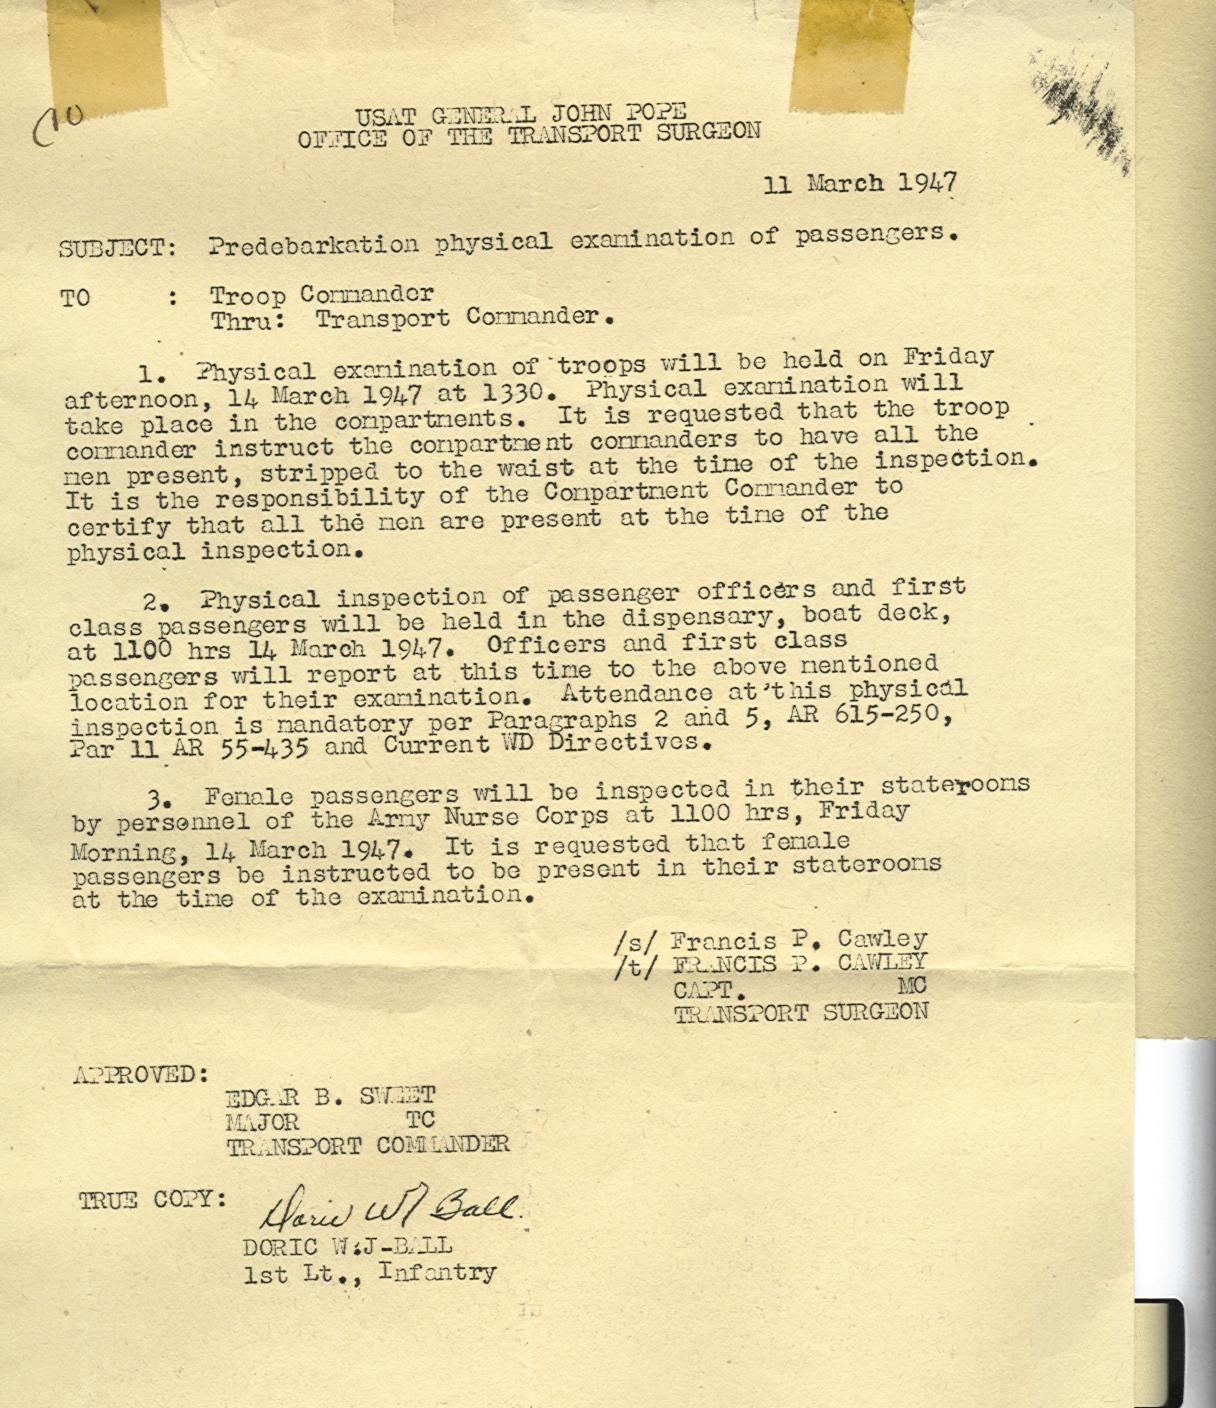 10
USAT GENERAL JOHN POPE
OFFICE OF THE TRANSPORT SURGEON
11 March 1947
SUBJECT: Predebarkation physical examination of passengers.
TO : Troop Commander
Thru: Transport Commander.
1. Physical examination of troops will be held on Friday
afternoon, 14 March 1947 at 1330. Physical examination will
take place in the compartments. It is requested that the troop
commander instruct the compartment commanders to have all the
men present, stripped to the waist at the time of the inspection.
It is the responsibility of the Compartment Commander to
certify that all the men are present at the time of the
physical inspection.
2. Physical inspection of passenger officers and first
class passengers will be held in the dispensary, boat deck,
at 1100 hrs 14 March 1947. Officers and first class
passengers will report at this time to the above mentioned
location for their examination. Attendance at this physical
inspection is mandatory per Paragraphs 2 and 5, AR 615-250,
Par 11 AR 55-435 and Current WD Directives.
3. Female passengers will be inspected in their staterooms
by personnel of the Army Nurse Corps at 1100 hrs, Friday
Morning, 14 March 1947. It is requested that female
passengers be instructed to be present in their staterooms
at the time of the examination.
/s/ Francis P. Cawley
/t/ FRANCIS P. CAWLEY
CAPT. MC
TRANSPORT SURGEON
APPROVED:
EDGAR B. SWEET
MAJOR TC
TRANSPORT COMMANDER
TRUE COPY: Doric W J Ball
DORIC W.J-BALL
1st Lt., Infantry